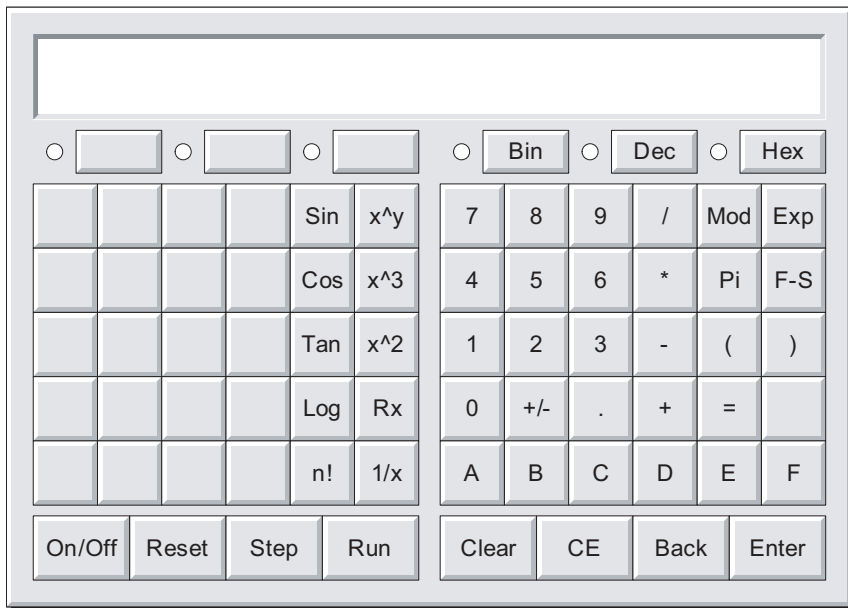 Bin Dec Hex
Sin x^y 7 8 9 / Mod Exp
Cos x^3 4 5 6 * Pi F-S
Tan x^2 1 2 3 - ( )
Log Rx 0 +/- . + =
n! 1/x A B C D E F
On/Off Reset Step Run Clear CE Back Enter